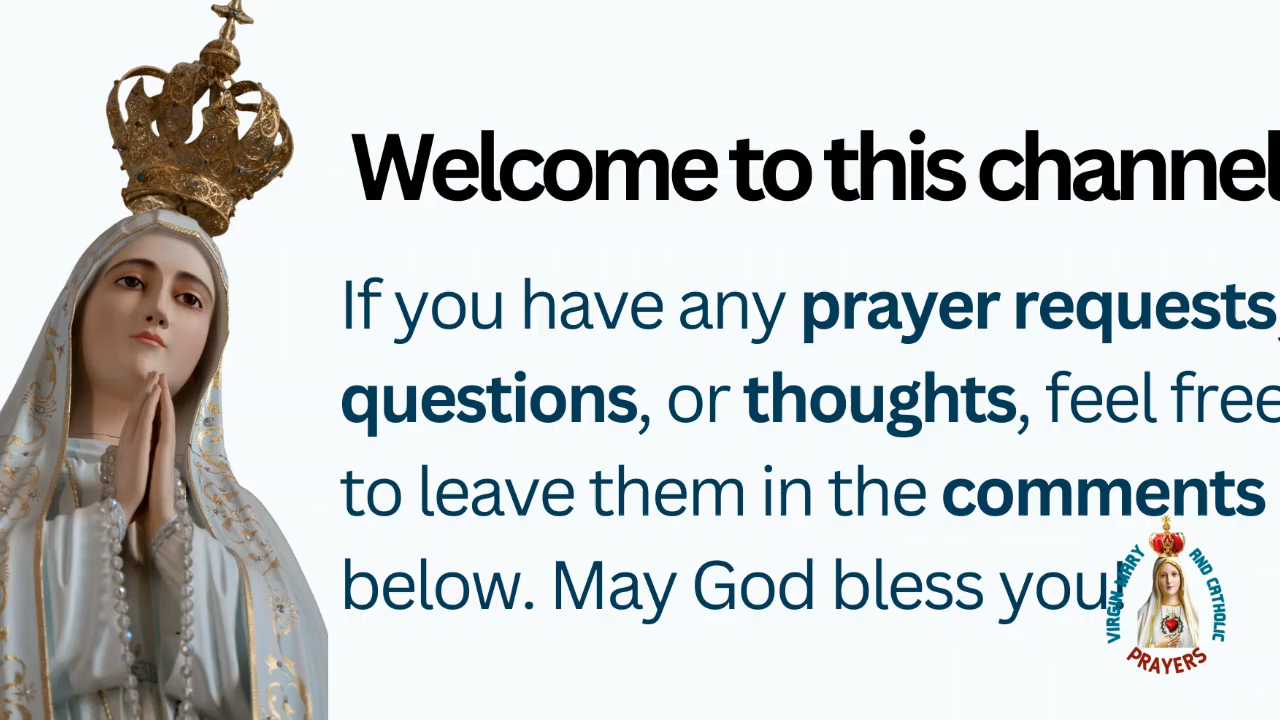 Welcome to this channel
If you have any prayer requests,
questions, or thoughts, feel free
to leave them in the comments
below. May God bless you
VIRGIN MARY
AND CATHOLIC
PRAYERS